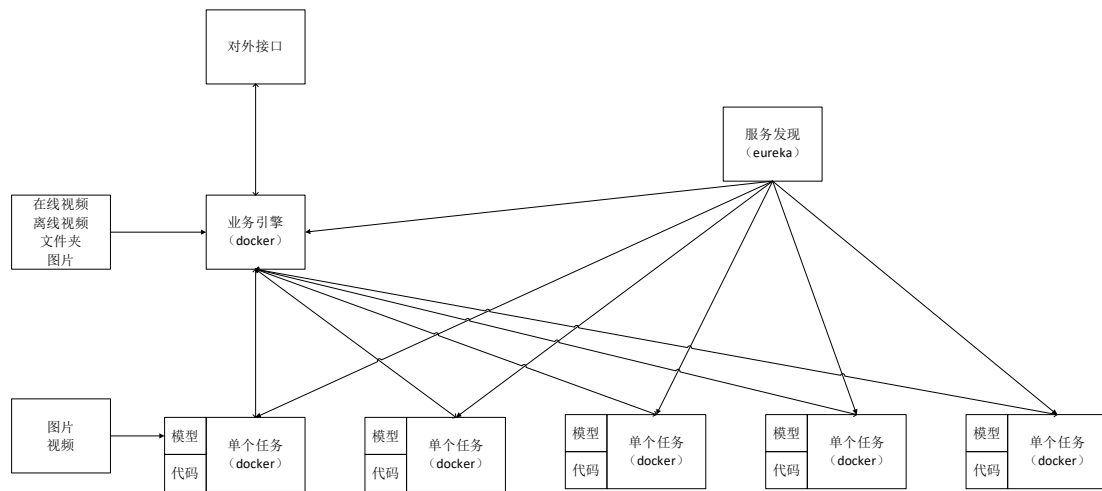 对外接口
服务发现
（eureka）
在线视频
离线视频
文件夹
图片
业务引擎
（docker）
图片
视频
模型
代码
单个任务
（docker）
模型
代码
单个任务
（docker）
模型
代码
单个任务
（docker）
模型
代码
单个任务
（docker）
模型
代码
单个任务
（docker）